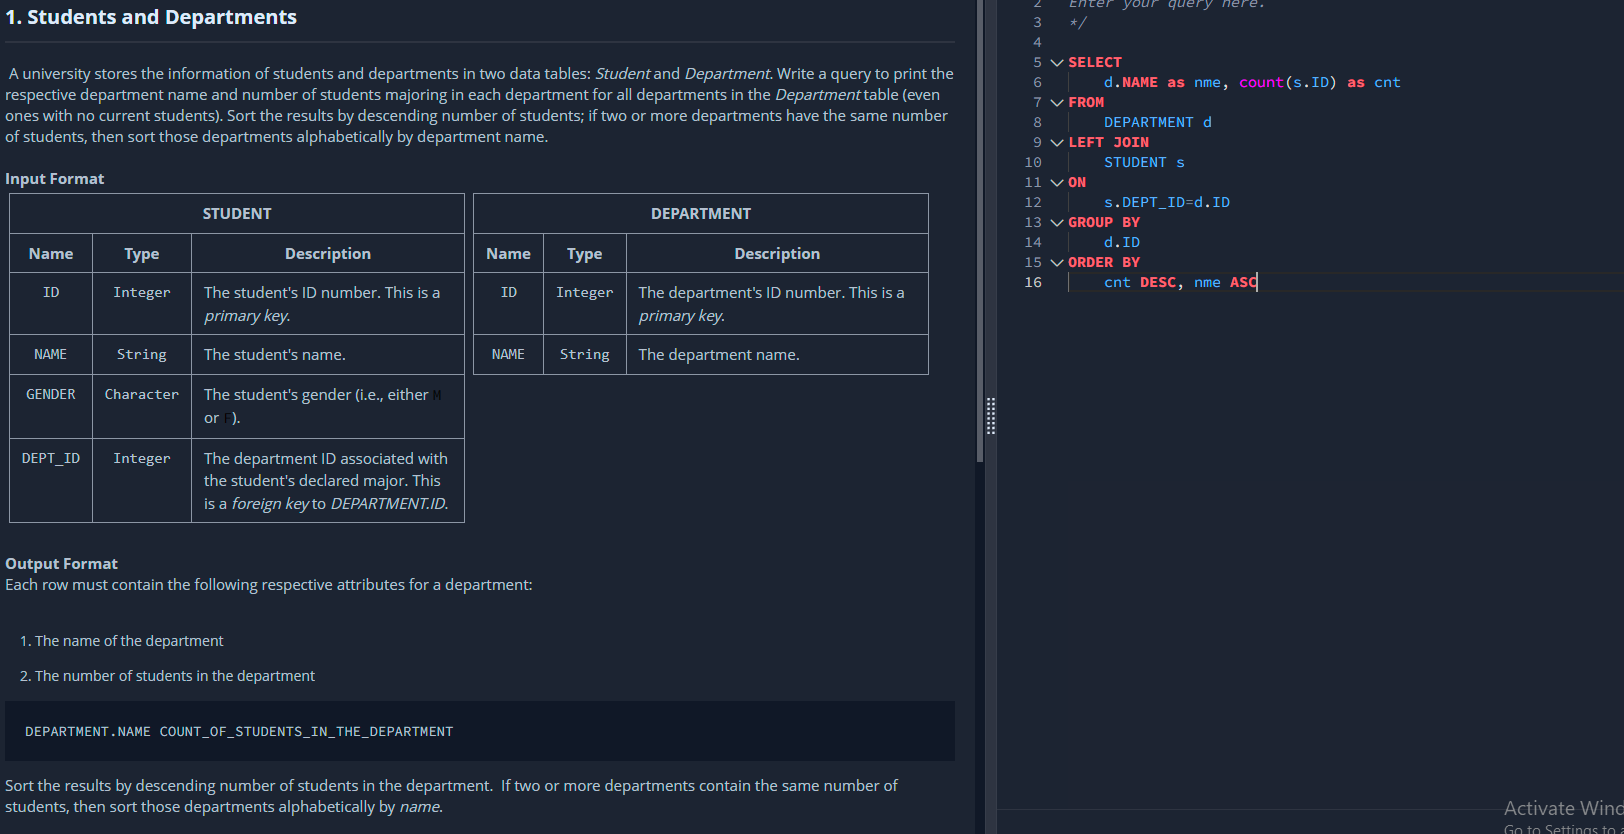 1. Students and Departments
A university stores the information of students and departments in two data tables: Student and Department. Write a query to print the
respective department name and number of students majoring in each department for all departments in the Department table (even
ones with no current students). Sort the results by descending number of students; if two or more departments have the same number
of students, then sort those departments alphabetically by department name.
Input Format
STUDENT
Name Type Description
ID Integer The student's ID number. This is a
primary key.
NAME String The student's name.
GENDER Character The student's gender (i.e., either M
or F).
DEPT_ID Integer The department ID associated with
the student's declared major. This
is a foreign key to DEPARTMENT.ID.
DEPARTMENT
Name Type Description
ID Integer The department's ID number. This is a
primary key.
NAME String The department name.
Output Format
Each row must contain the following respective attributes for a department:
1. The name of the department
2. The number of students in the department
DEPARTMENT.NAME COUNT_OF_STUDENTS_IN_THE_DEPARTMENT
Sort the results by descending number of students in the department. If two or more departments contain the same number of
students, then sort those departments alphabetically by name.
2 Enter your query here.
3 */
4
5 SELECT
6 d.NAME as nme, count(s.ID) as cnt
7 FROM
8 DEPARTMENT d
9 LEFT JOIN
10 STUDENT s
11 ON
12 s.DEPT_ID=d.ID
13 GROUP BY
14 d.ID
15 ORDER BY
16 cnt DESC, nme ASC
Activate Wind
Go to Settings to